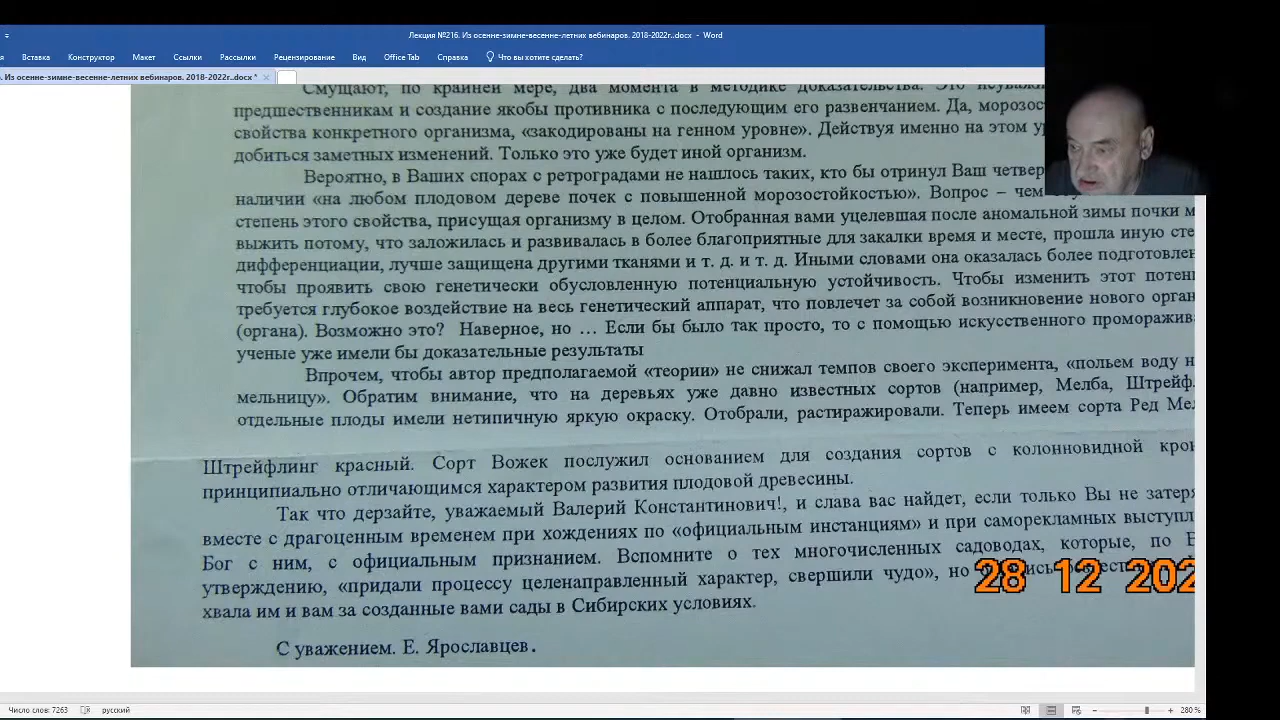 Лекция №216. Из осенне-зимне-весенне-летних вебинаров. 2018-2022г..docx - Word
Вставка Конструктор Макет Ссылки Рассылки Рецензирование Вид Office Tab Справка Что вы хотите сделать?
. Из осенне-зимне-весенне-летних вебинаров. 2018-2022г..docx *
Смущают, по крайней мере, два момента в методике доказательства. Это
предшественникам и создание якобы противника с последующим его развенчанием. Да,
свойства конкретного организма, «закодированы на генном уровне». Действуя именно на этом
добиться заметных изменений. Только это уже будет иной организм.
Вероятно, в Ваших спорах с ретроградами не нашлось таких, кто бы отринул Ваш
наличии «на любом плодовом дереве почек с повышенной морозостойкостью». Вопрос –
степень этого свойства, присущая организму в целом. Отобранная вами уцелевшая после аномальной зимы почки
выжить потому, что заложилась и развивалась в более благоприятные для закалки время и месте, прошла иную
дифференциации, лучше защищена другими тканями и т. д. и т. д. Иными словами она оказалась более
чтобы проявить свою генетически обусловленную потенциальную устойчивость. Чтобы изменить этот
требуется глубокое воздействие на весь генетический аппарат, что повлечет за собой возникновение нового
(органа). Возможно это? Наверное, но … Если бы было так просто, то с помощью искусственного
ученые уже имели бы доказательные результаты
Впрочем, чтобы автор предполагаемой «теории» не снижал темпов своего эксперимента, «польем воду
мельницу». Обратим внимание, что на деревьях уже давно известных сортов (например, Мелба,
отдельные плоды имели нетипичную яркую окраску. Отобрали, растиражировали. Теперь имеем сорта Ред
Штрейфлинг красный. Сорт Вожек послужил основанием для создания сортов с колонновидной
принципиально отличающимся характером развития плодовой древесины.
Так что дерзайте, уважаемый Валерий Константинович!, и слава вас найдет, если только Вы не
вместе с драгоценным временем при хождениях по «официальным инстанциям» и при саморекламных
Бог с ним, с официальным признанием. Вспомните о тех многочисленных садоводах, которые, по
утверждению, «придали процессу целенаправленный характер, свершили чудо», но
хвала им и вам за созданные вами сады в Сибирских условиях.
28 12 202
С уважением. Е. Ярославцев.
Число слов: 7263 русский 280 %